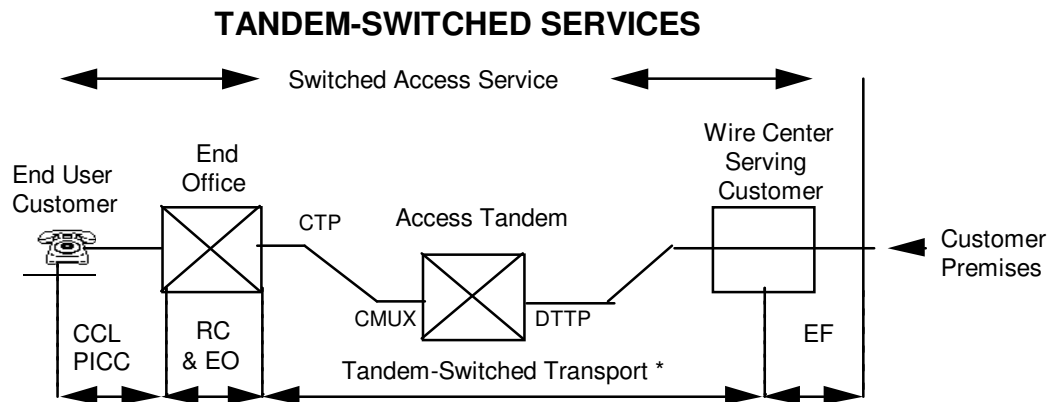 TANDEM-SWITCHED SERVICES
Switched Access Service
Wire Center
Serving
Customer
End
Office
End User
Customer
CTP
Access Tandem
Customer
Premises
CMUX
DTTP
CCL
PICC
RC
& EO
EF
Tandem-Switched Transport *